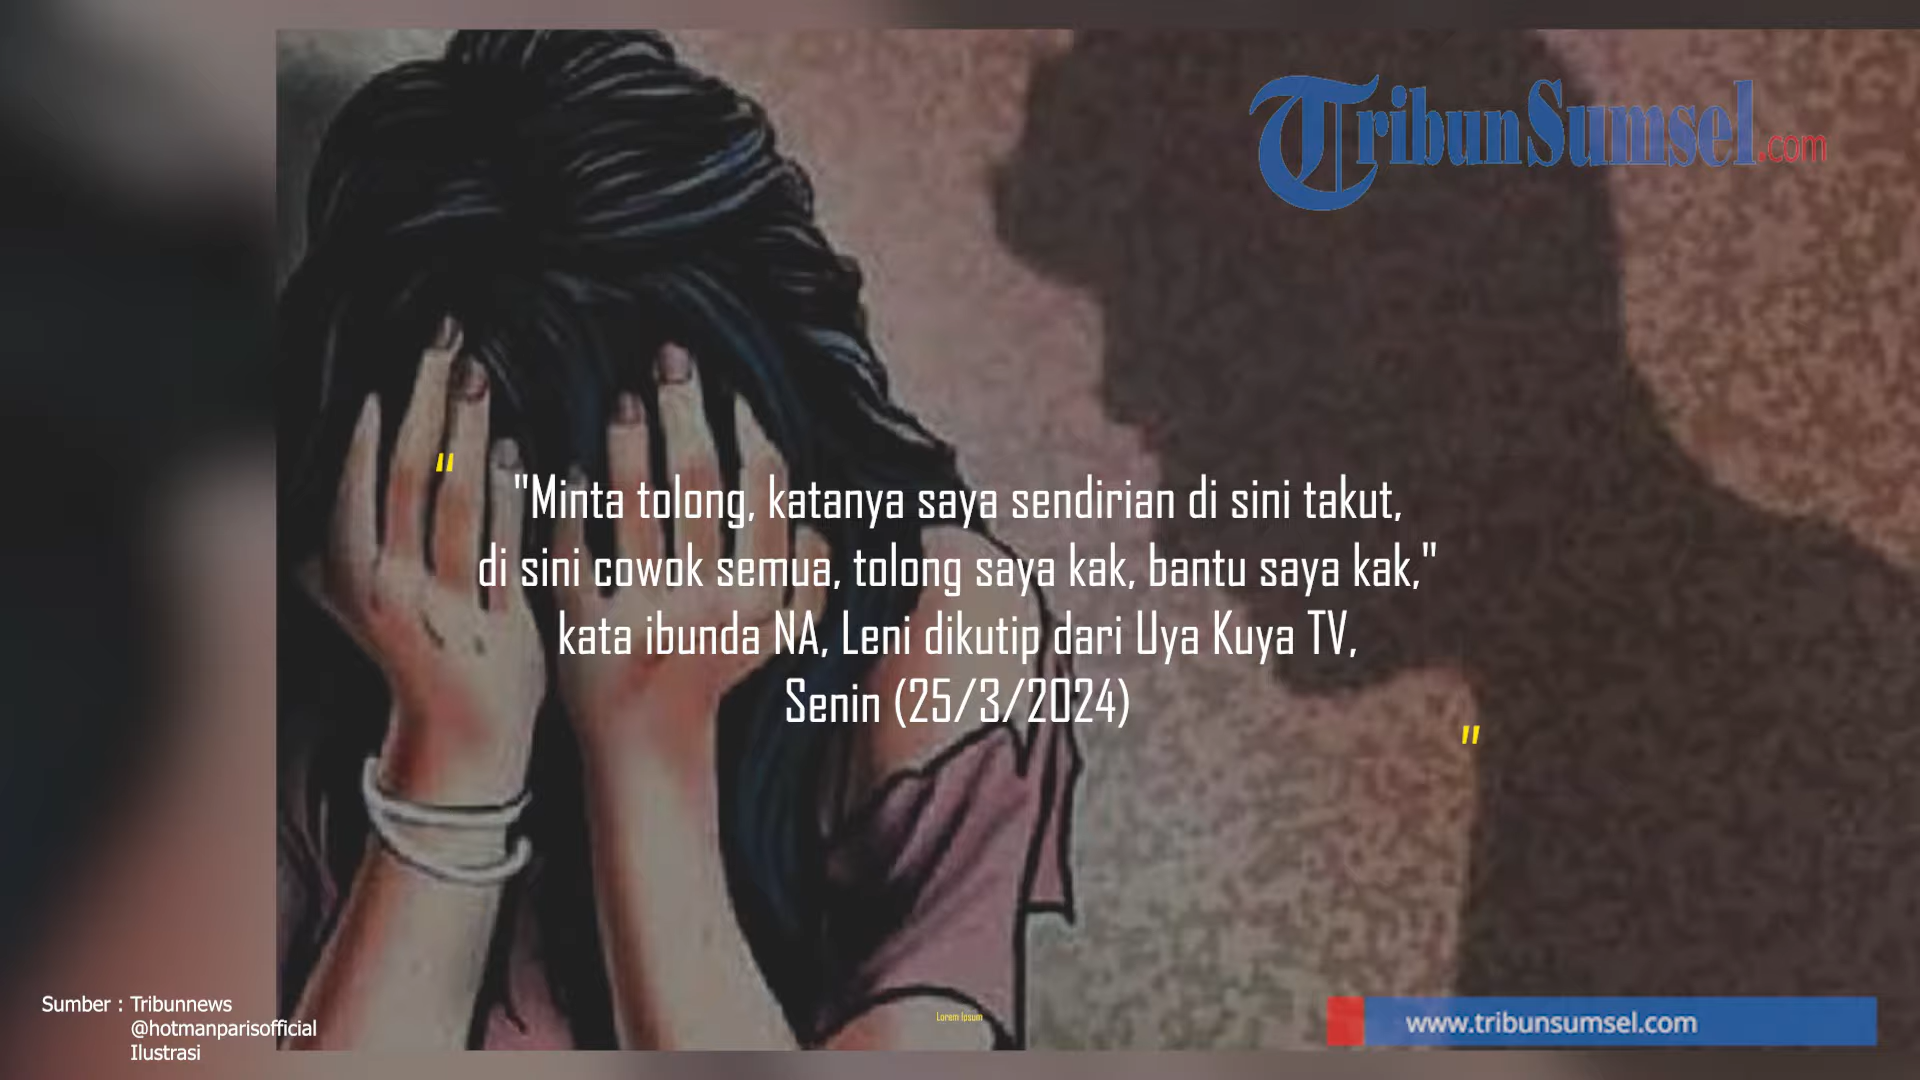 TribunSumsel.com
"
"Minta tolong, katanya saya sendirian di sini takut,
di sini cowok semua, tolong saya kak, bantu saya kak,"
kata ibunda NA, Leni dikutip dari Uya Kuya TV,
Senin (25/3/2024)
"
Sumber : Tribunnews
@hotmanparisofficial
Ilustrasi
Lorem Ipsum
www.tribunsumsel.com